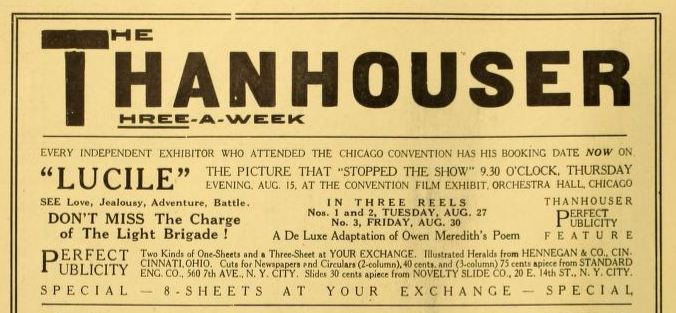 THE
THANHOUSER
THREE-A-WEEK
EVERY INDEPENDENT EXHIBITOR WHO ATTENDED THE CHICAGO CONVENTION HAS HIS BOOKING DATE NOW ON.
"LUCILE" THE PICTURE THAT "STOPPED THE SHOW" 9.30 O'CLOCK, THURSDAY
EVENING, AUG. 15, AT THE CONVENTION FILM EXHIBIT, ORCHESTRA HALL, CHICAGO
SEE Love, Jealousy, Adventure, Battle.
DON'T MISS The Charge
of The Light Brigade!
IN THREE REELS
Nos. 1 and 2, TUESDAY, AUG. 27
No. 3, FRIDAY, AUG. 30
A De Luxe Adaptation of Owen Meredith's Poem
THANHOUSER
PERFECT
PUBLICITY
FEATURE
PERFECT
PUBLICITY
Two Kinds of One-Sheets and a Three-Sheet at YOUR EXCHANGE. Illustrated Heralds from HENNEGAN & CO., CIN-
CINNATI, OHIO. Cuts for Newspapers and Circulars (2-column), 40 cents, and (3-column) 75 cents apiece from STANDARD
ENG. CO., 560 7th AVE., N. Y. CITY. Slides 30 cents apiece from NOVELTY SLIDE CO., 20 E. 14th ST., N. Y. CITY.
SPECIAL — 8-SHEETS AT YOUR EXCHANGE — SPECIAL